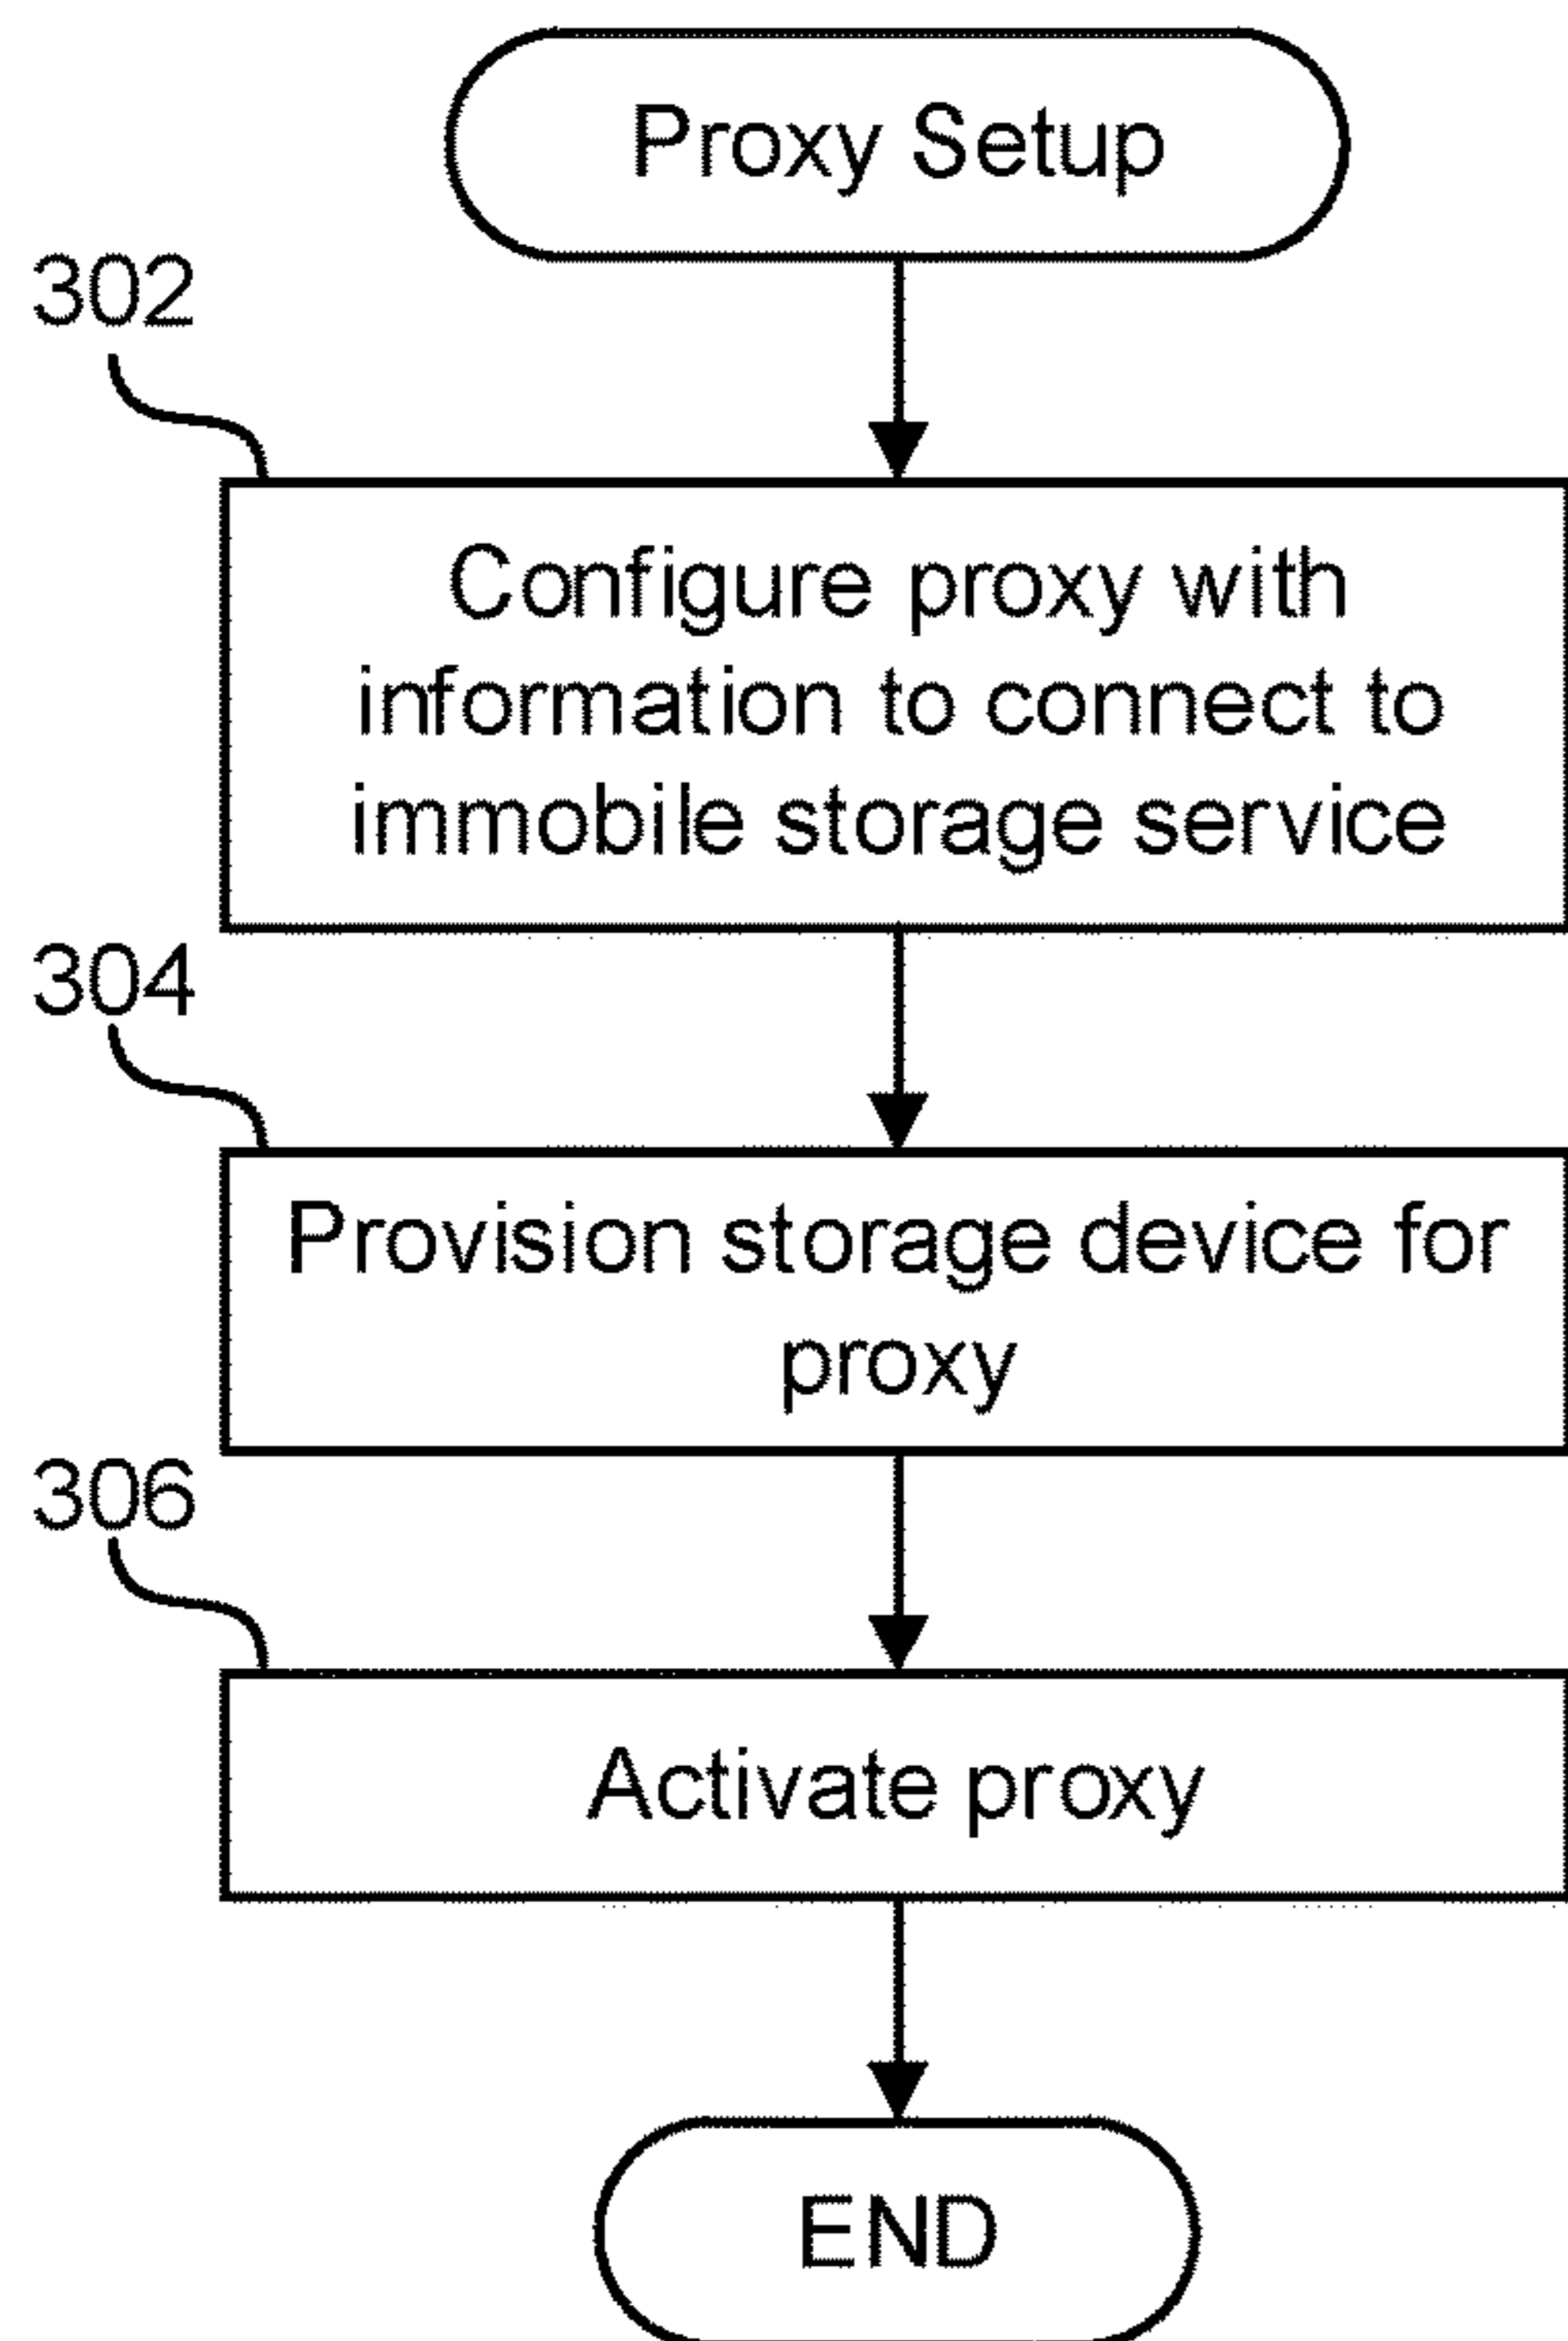 Proxy Setup
302
Configure proxy with
information to connect to
immobile storage service
304
Provision storage device for
proxy
306
Activate proxy
END